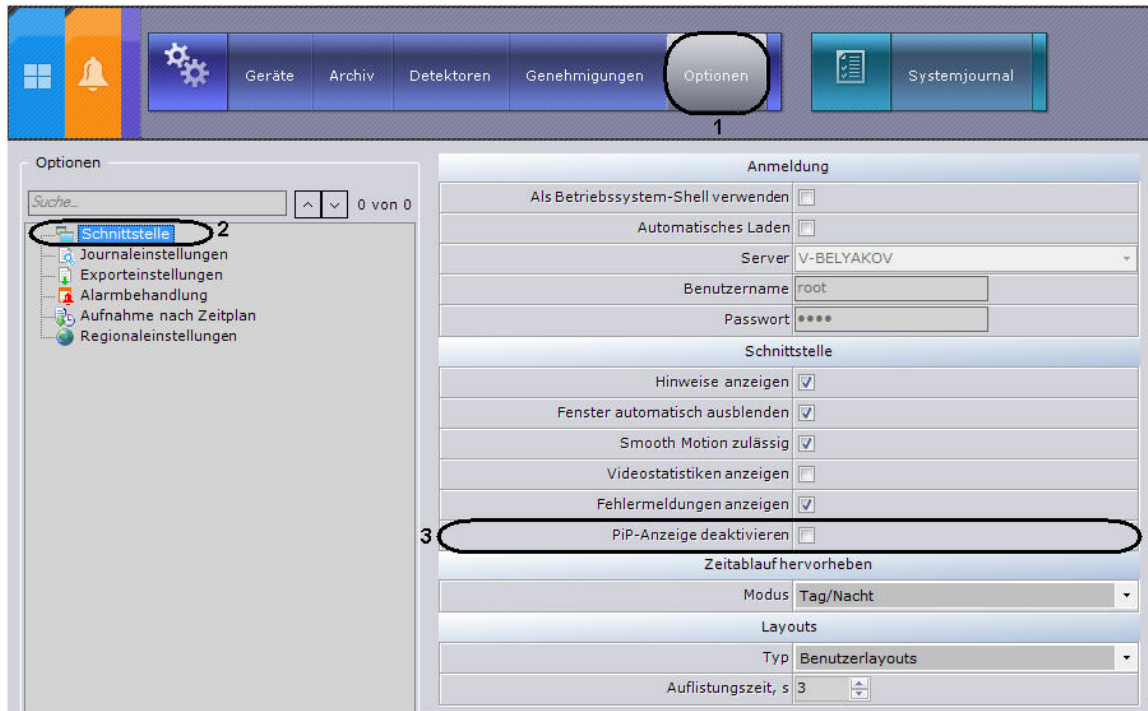 Geräte Archiv Detektoren Genehmigungen Optionen Systemjournal
1
Optionen
Suche...
0 von 0
Schnittstelle 2
Journaleinstellungen
Exporteinstellungen
Alarmbehandlung
Aufnahme nach Zeitplan
Regionaleinstellungen
Anmeldung
Als Betriebssystem-Shell verwenden
Automatisches Laden
Server V-BELYAKOV
Benutzername root
Passwort ●●●●
Schnittstelle
Hinweise anzeigen
Fenster automatisch ausblenden
Smooth Motion zulässig
Videostatistiken anzeigen
Fehlermeldungen anzeigen
3 PiP-Anzeige deaktivieren
Zeitablauf hervorheben
Modus Tag/Nacht
Layouts
Typ Benutzerlayouts
Auflistungszeit, s 3